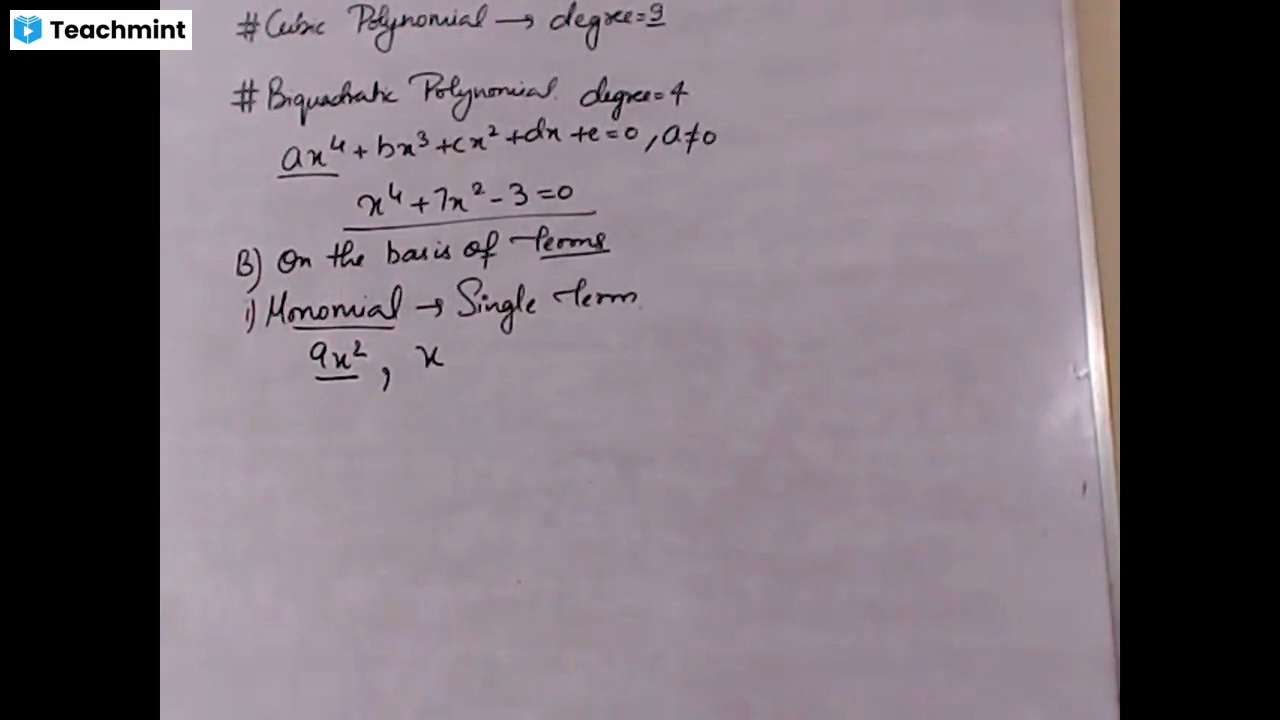 Teachmint
# Cubic Polynomial → degree=3
# Biquadratic Polynomial. degree=4
ax⁴ + bx³ + cx² + dx + e = 0, a≠0
x⁴ + 7x² - 3 = 0
B) On the basis of terms
i) Monomial → Single term.
9x², x